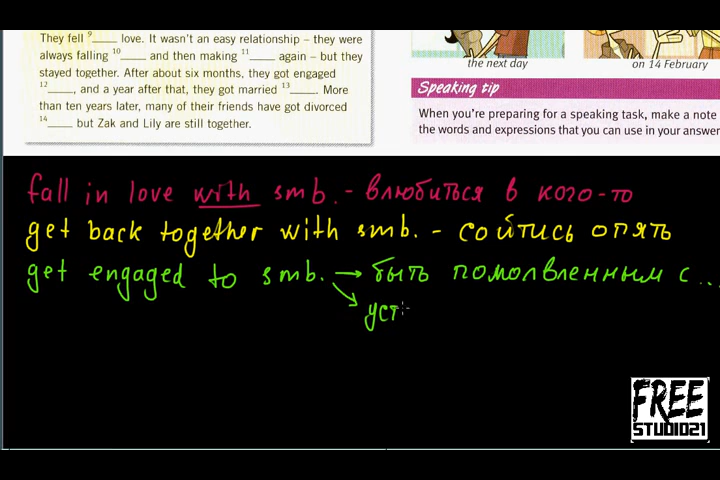 They fell 9____ love. It wasn't an easy relationship – they were
always falling 10____ and then making 11____ again – but they
stayed together. After about six months, they got engaged
12____, and a year after that, they got married 13____. More
than ten years later, many of their friends have got divorced
14____ but Zak and Lily are still together.
the next day
on 14 February
Speaking tip
When you're preparing for a speaking task, make a note
the words and expressions that you can use in your answer
fall in love with smb. - влюбиться в кого-то
get back together with smb. - сойтись опять
get engaged to smb. → быть помолвленным с ...
уст
FREE
STUDIO21